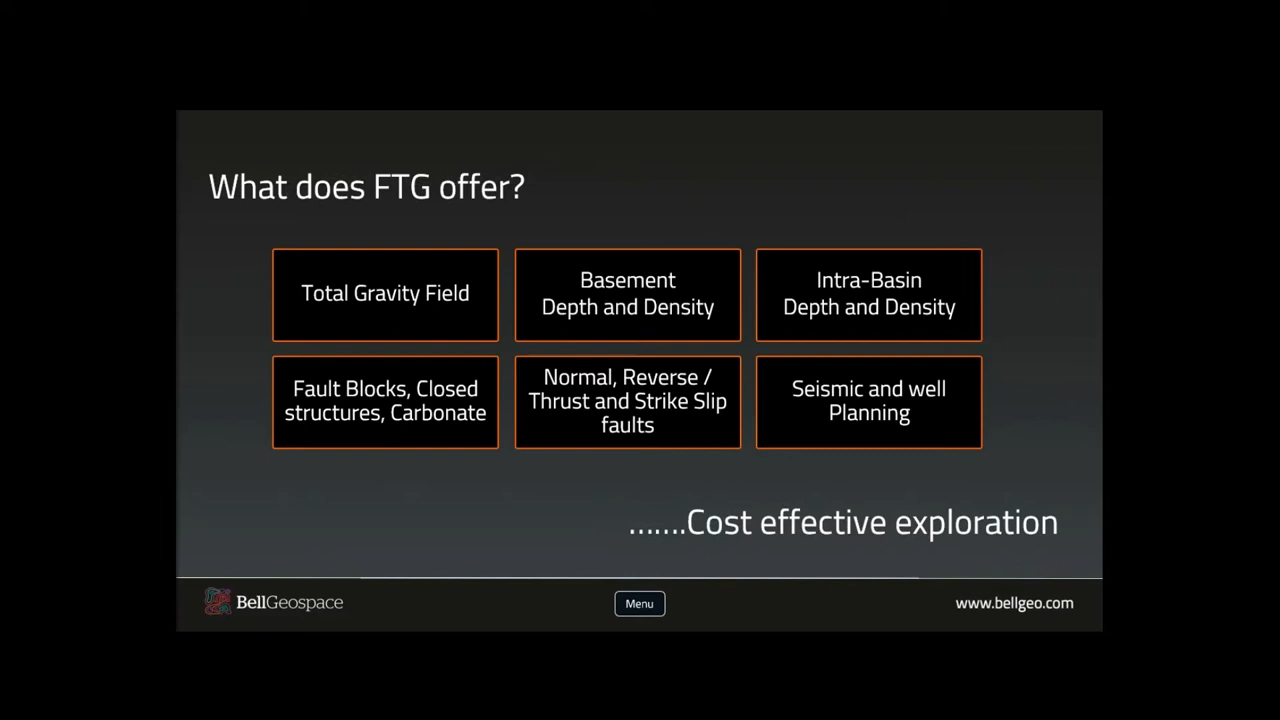 What does FTG offer?
Total Gravity Field
Basement
Depth and Density
Intra-Basin
Depth and Density
Fault Blocks, Closed
structures, Carbonate
Normal, Reverse /
Thrust and Strike Slip
faults
Seismic and well
Planning
.......Cost effective exploration
BellGeospace
Menu
www.bellgeo.com